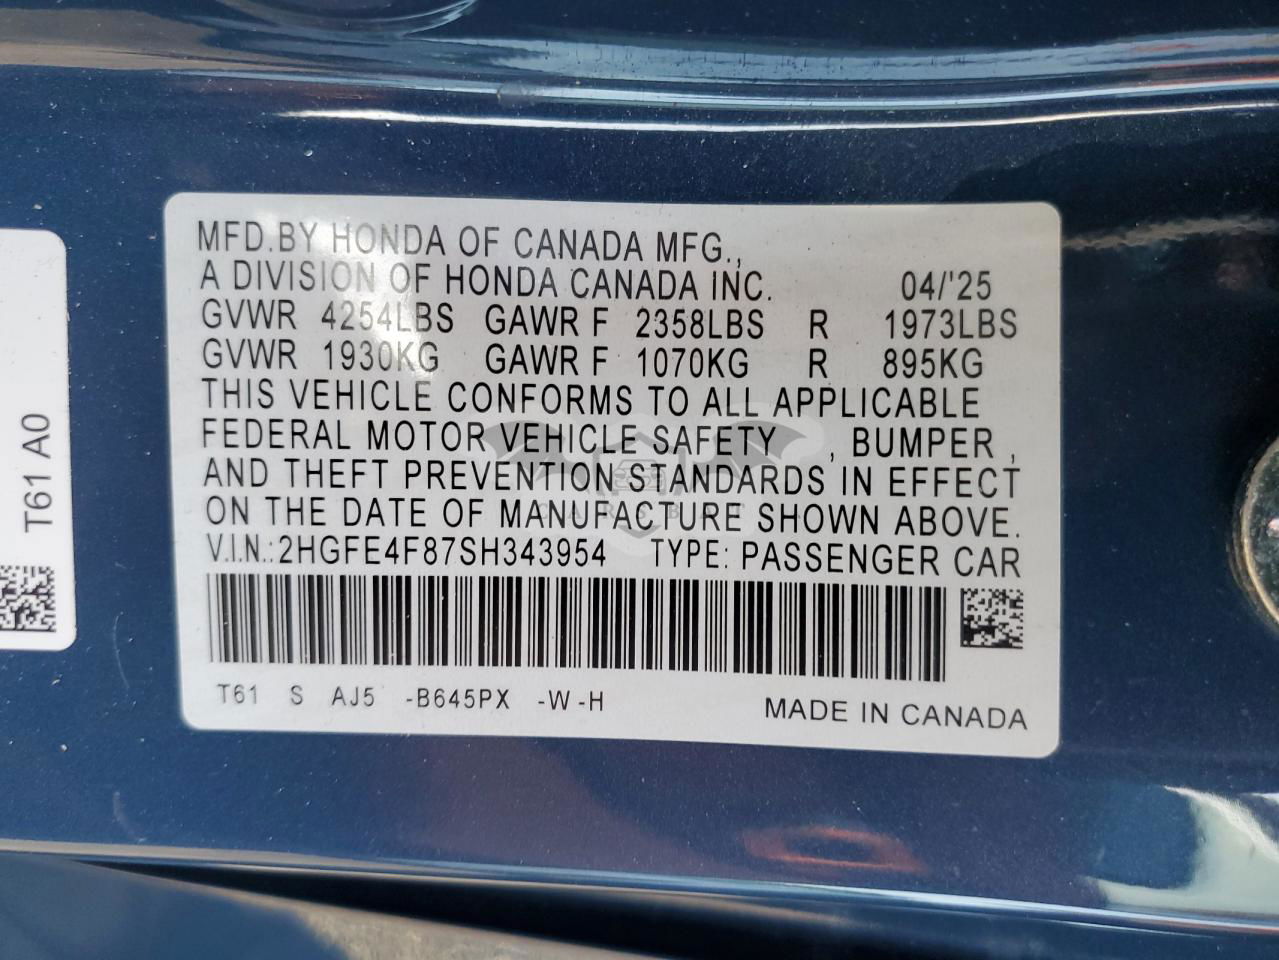 MFD.BY HONDA OF CANADA MFG.,
A DIVISION OF HONDA CANADA INC. 04/'25
GVWR 4254LBS GAWR F 2358LBS R 1973LBS
GVWR 1930KG GAWR F 1070KG R 895KG
THIS VEHICLE CONFORMS TO ALL APPLICABLE
FEDERAL MOTOR VEHICLE SAFETY , BUMPER ,
AND THEFT PREVENTION STANDARDS IN EFFECT
ON THE DATE OF MANUFACTURE SHOWN ABOVE.
V.I.N.:2HGFE4F87SH343954 TYPE: PASSENGER CAR
T61 S AJ5 -B645PX -W-H MADE IN CANADA
T61 A0
CARSBAT